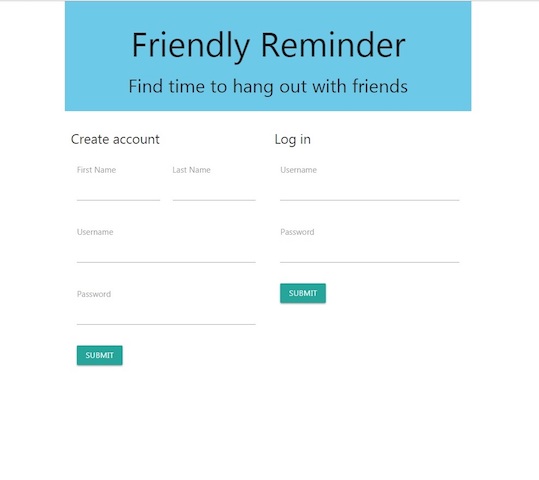 Friendly Reminder
Find time to hang out with friends
Create account
First Name Last Name
Username
Password
SUBMIT
Log in
Username
Password
SUBMIT